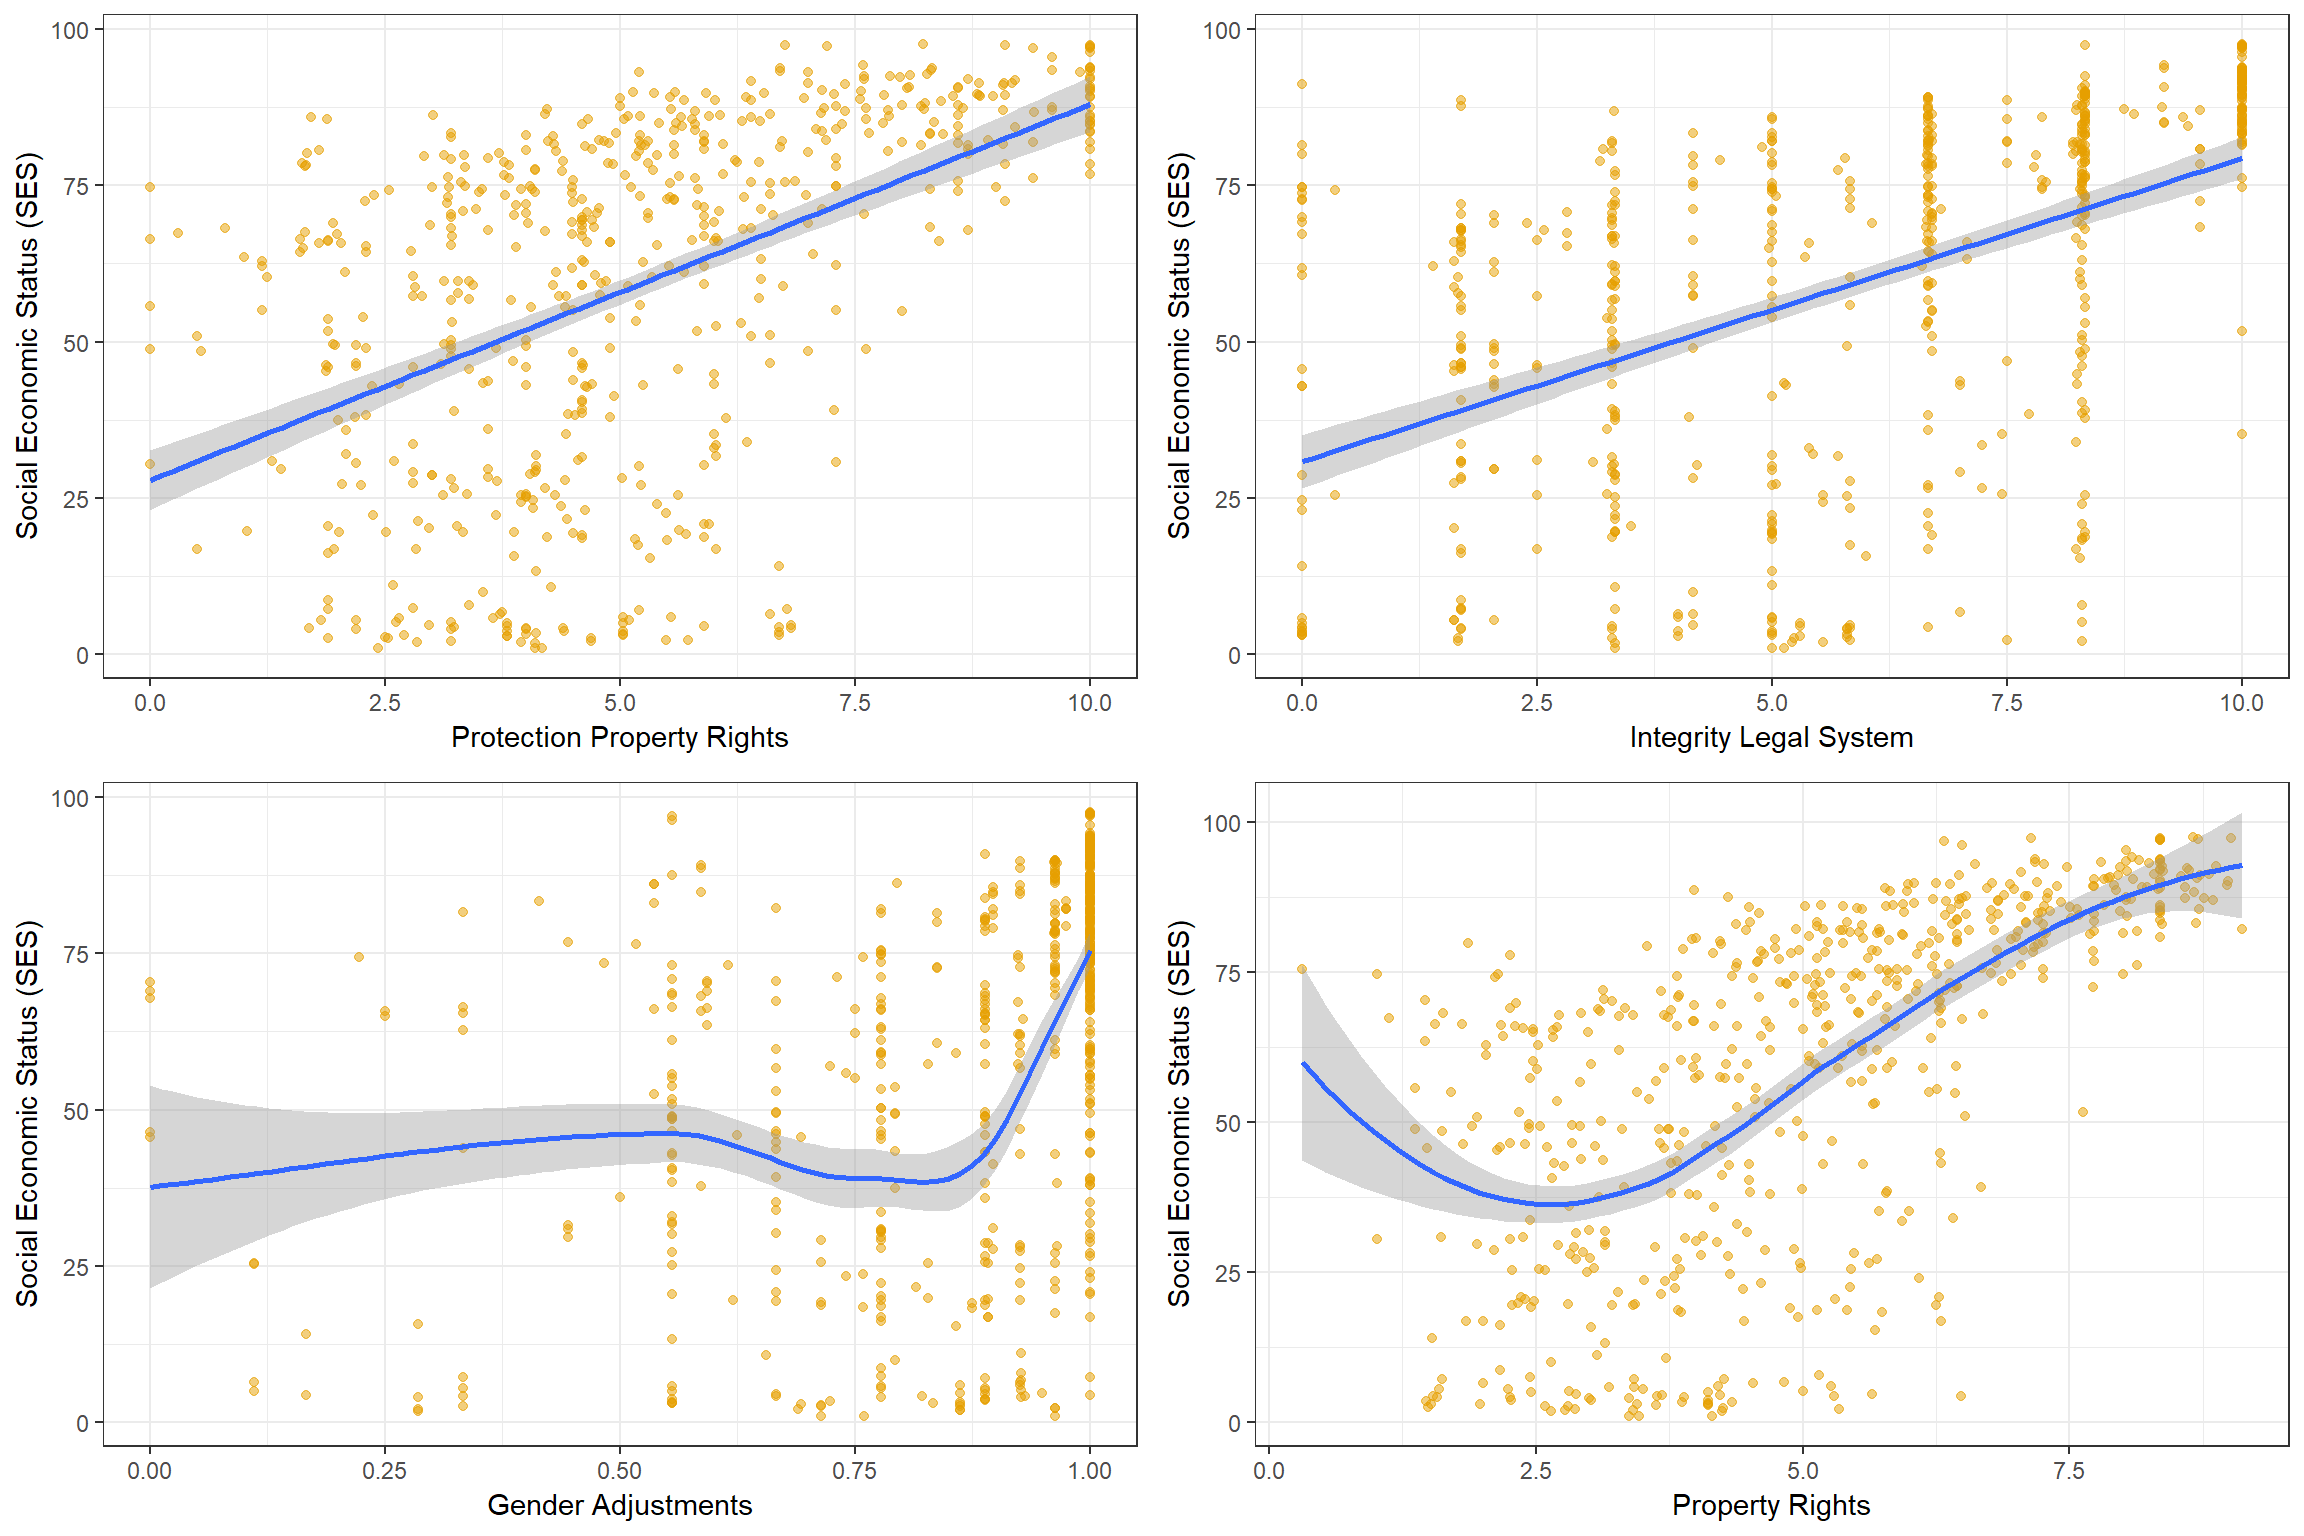 100
75
50
25
0
Social Economic Status (SES)
0.0 2.5 5.0 7.5 10.0
Protection Property Rights
100
75
50
25
0
Social Economic Status (SES)
0.0 2.5 5.0 7.5 10.0
Integrity Legal System
100
75
50
25
0
Social Economic Status (SES)
0.00 0.25 0.50 0.75 1.00
Gender Adjustments
100
75
50
25
0
Social Economic Status (SES)
0.0 2.5 5.0 7.5
Property Rights